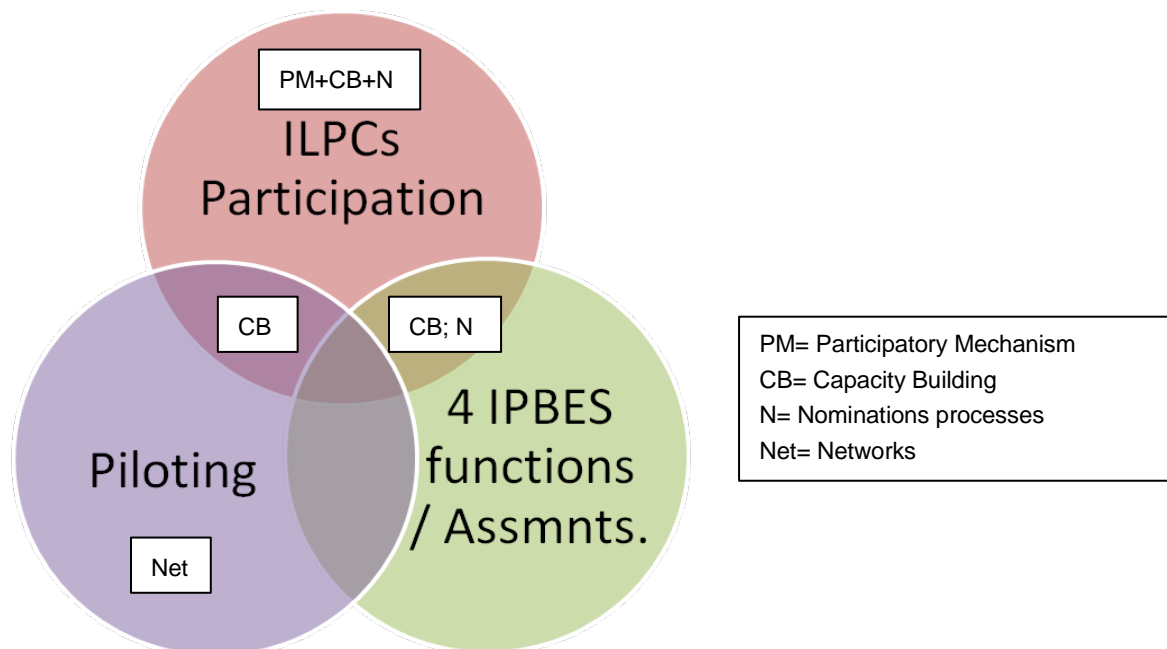 PM+CB+N
ILPCs
Participation
CB
CB; N
4 IPBES
functions
/ Assmnts.
Piloting
Net
PM= Participatory Mechanism
CB= Capacity Building
N= Nominations processes
Net= Networks